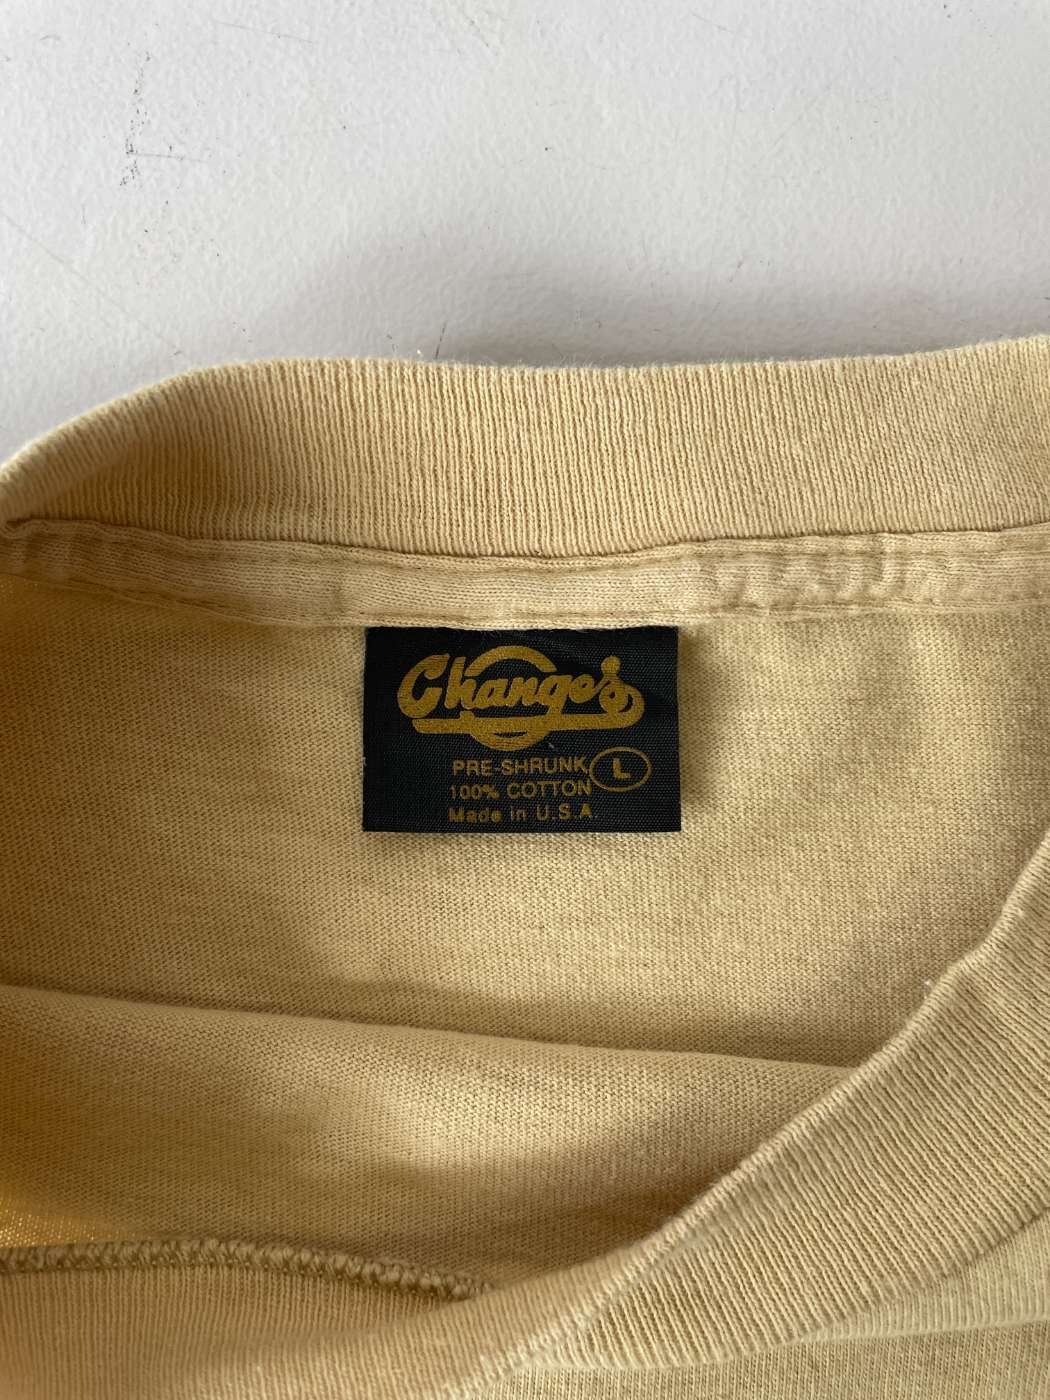 Changes
PRE-SHRUNK L
100% COTTON
Made in U.S.A